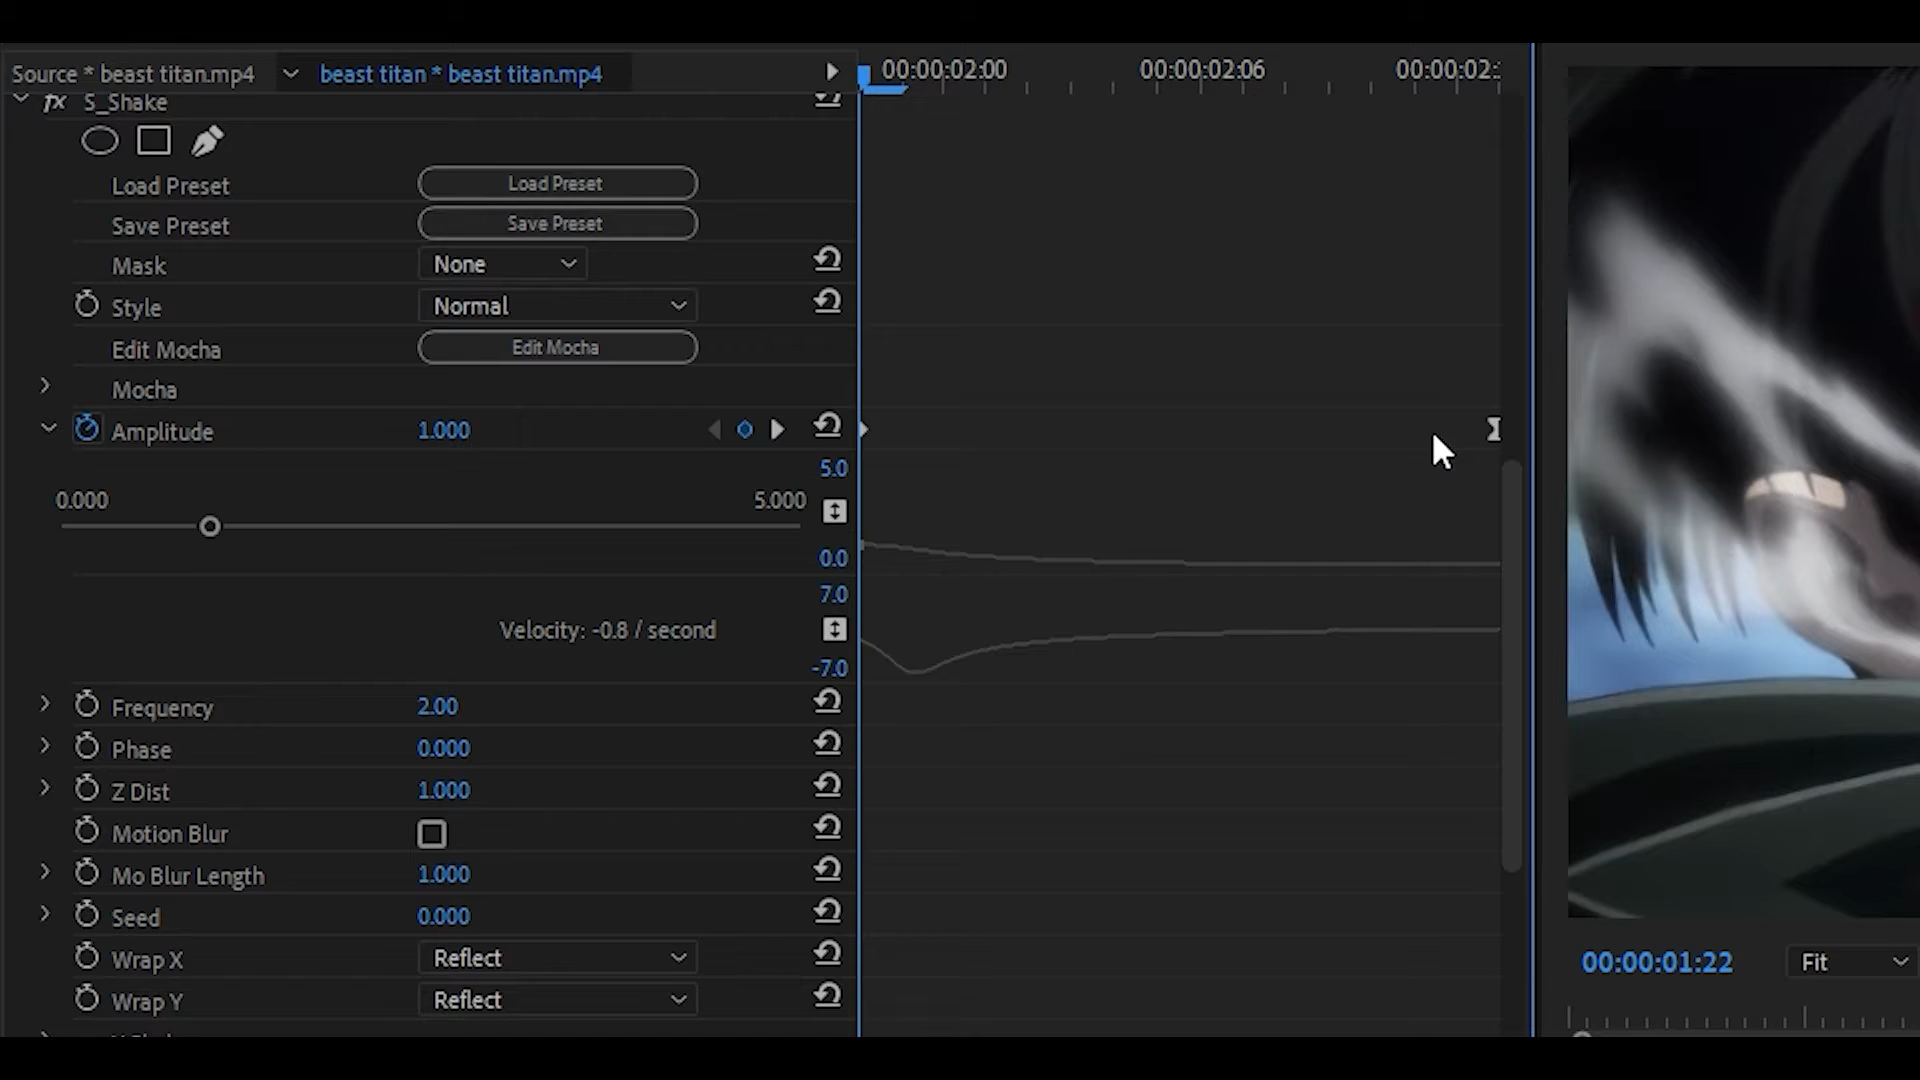 Source * beast titan.mp4
beast titan * beast titan.mp4
00:00:02:00
00:00:02:06
00:00:02:
fx S_Shake
Load Preset Load Preset
Save Preset Save Preset
Mask None
Style Normal
Edit Mocha Edit Mocha
Mocha
Amplitude 1.000
5.0
0.000 5.000
0.0
7.0
Velocity: -0.8 / second
-7.0
Frequency 2.00
Phase 0.000
Z Dist 1.000
Motion Blur
Mo Blur Length 1.000
Seed 0.000
Wrap X Reflect
Wrap Y Reflect
00:00:01:22 Fit